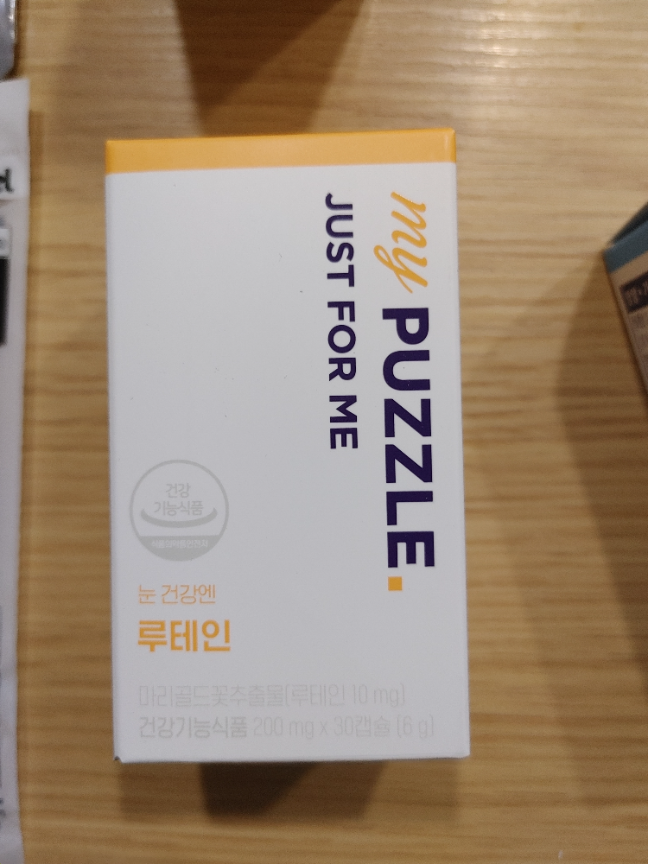 my PUZZLE.
JUST FOR ME
건강
기능식품
눈 건강엔
루테인
마리골드꽃추출물(루테인 10 mg)
건강기능식품 200 mg x 30캡슐 (6 g)